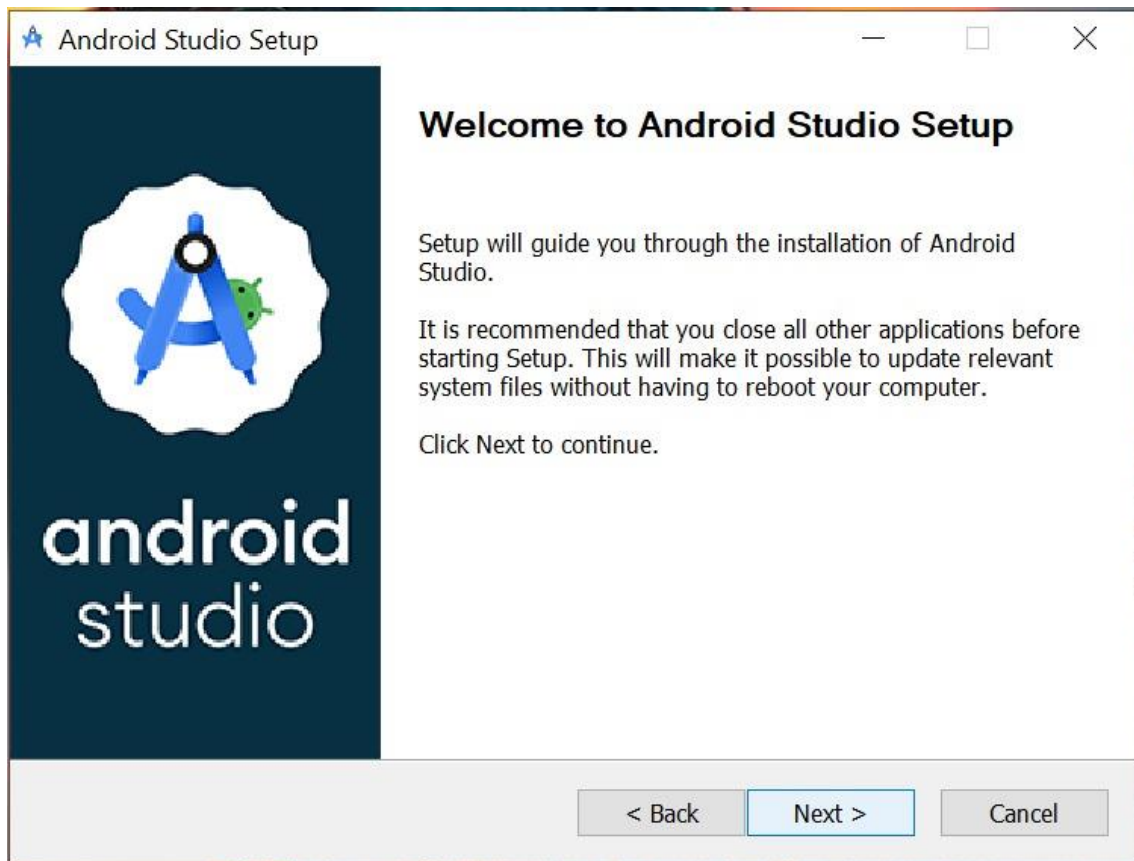 Android Studio Setup
Welcome to Android Studio Setup
Setup will guide you through the installation of Android
Studio.
It is recommended that you close all other applications before
starting Setup. This will make it possible to update relevant
system files without having to reboot your computer.
Click Next to continue.
android
studio
< Back
Next >
Cancel